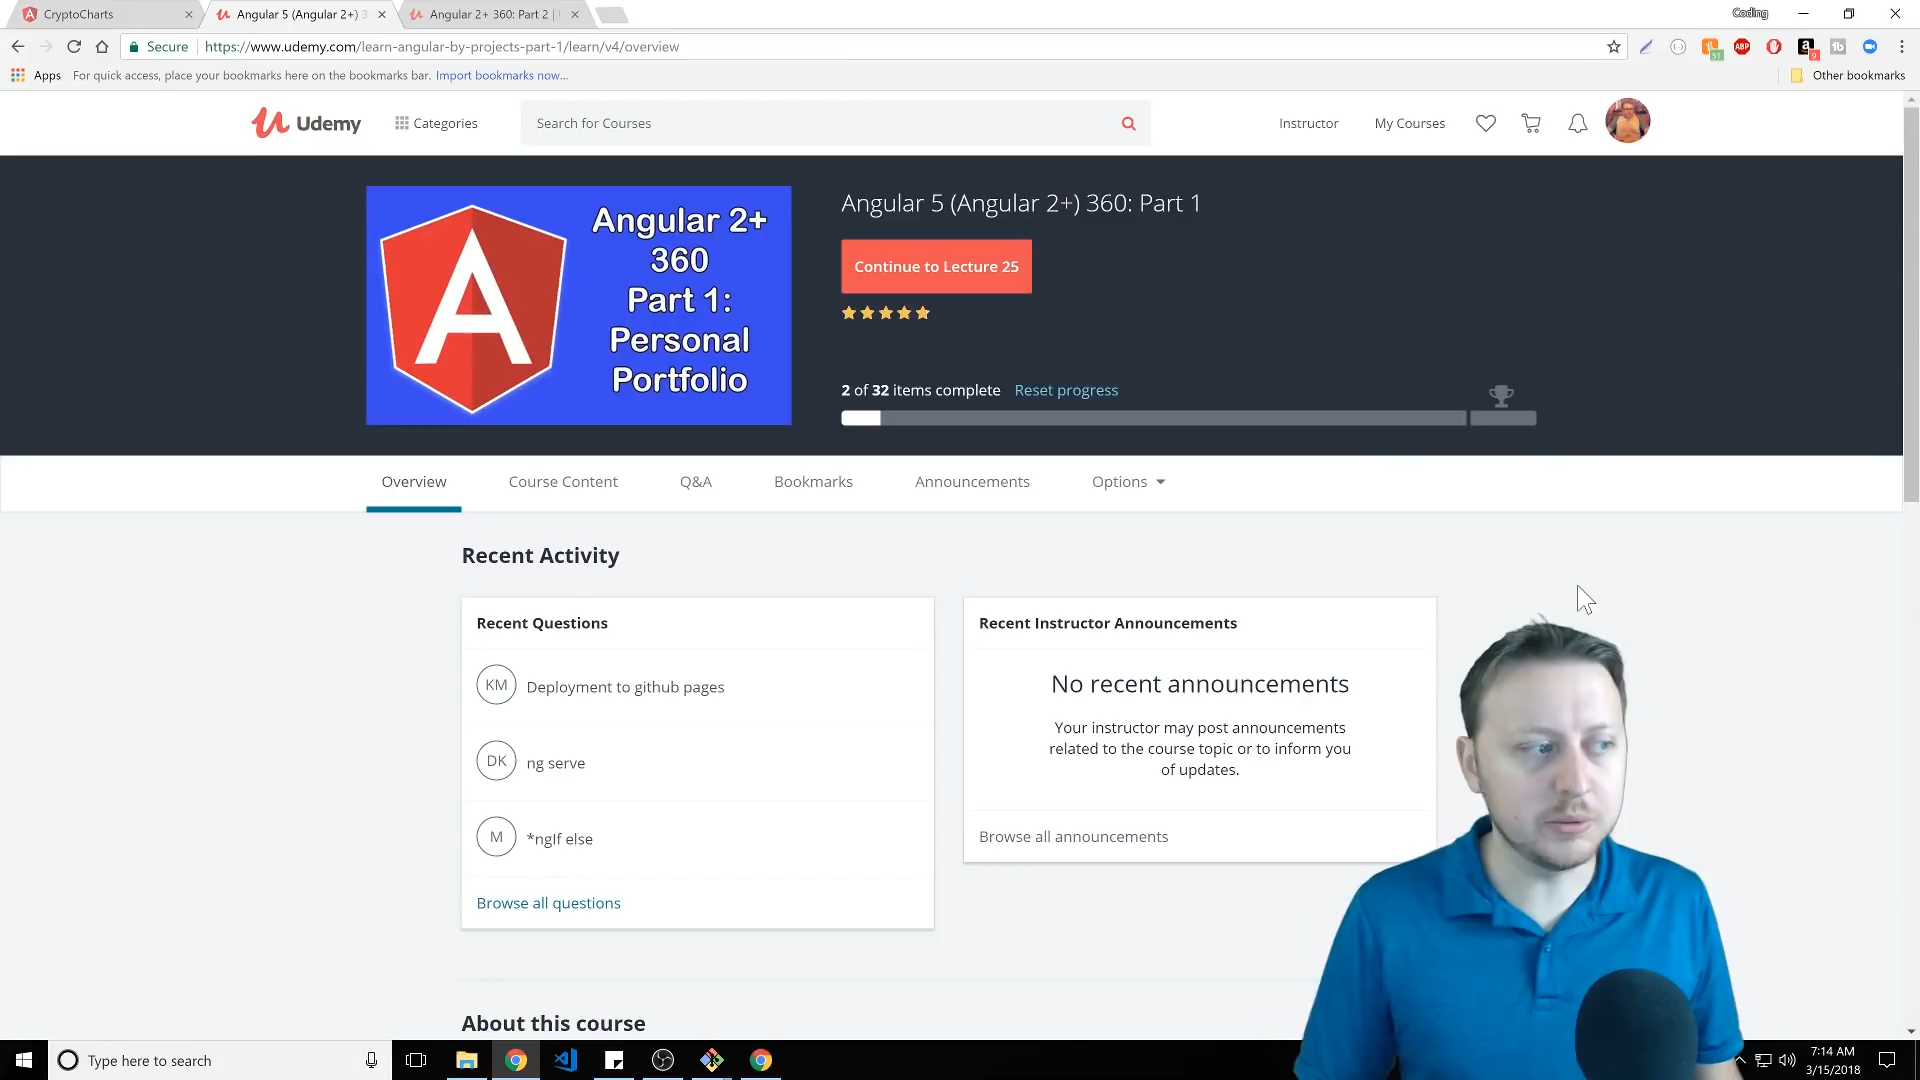 CryptoCharts
Angular 5 (Angular 2+) 3
Angular 2+ 360: Part 2 |
Coding
Secure
https://www.udemy.com/learn-angular-by-projects-part-1/learn/v4/overview
51
ABP
a
9
tb
Apps
For quick access, place your bookmarks here on the bookmarks bar. Import bookmarks now...
Other bookmarks
Udemy
Categories
Search for Courses
Instructor
My Courses
Angular 2+
360
Part 1:
Personal
Portfolio
Angular 5 (Angular 2+) 360: Part 1
Continue to Lecture 25
2 of 32 items complete
Reset progress
Overview
Course Content
Q&A
Bookmarks
Announcements
Options
Recent Activity
Recent Questions
KM
Deployment to github pages
DK
ng serve
M
*ngIf else
Browse all questions
Recent Instructor Announcements
No recent announcements
Your instructor may post announcements
related to the course topic or to inform you
of updates.
Browse all announcements
About this course
Type here to search
7:14 AM
3/15/2018